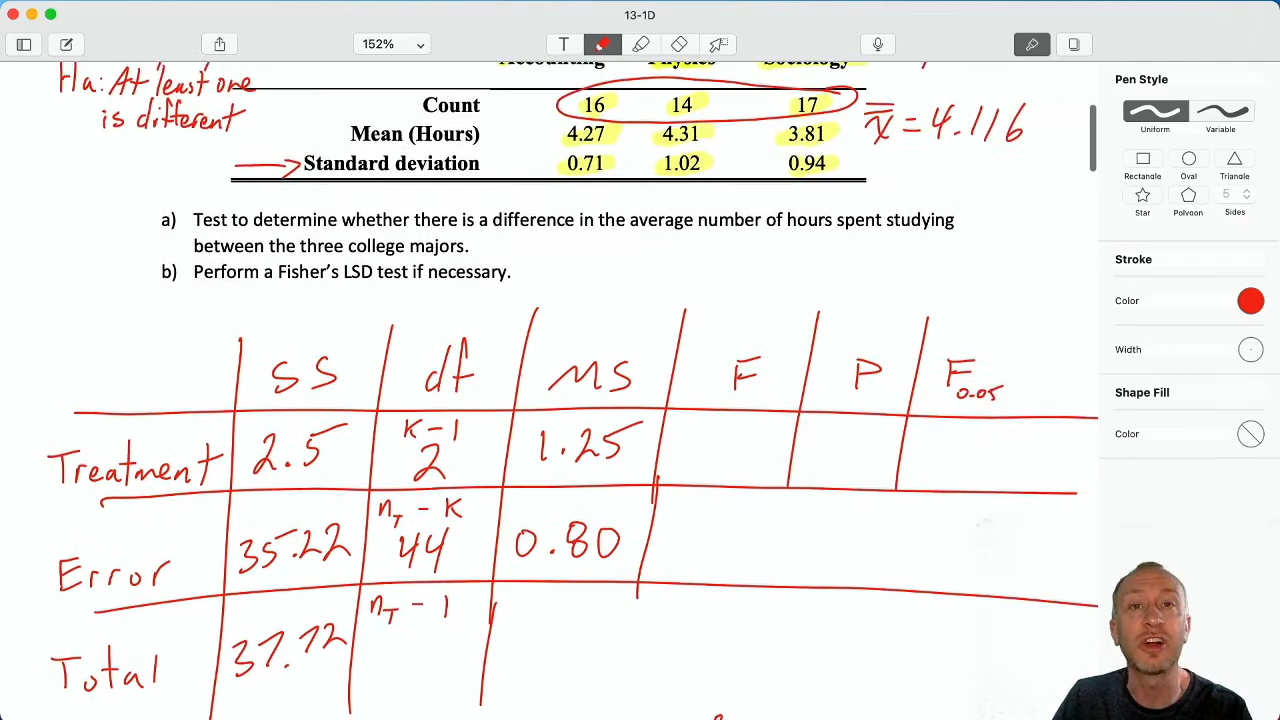 13-1D
152%
T
Ha: At least one
is different
Accounting Physics Sociology
Count 16 14 17
Mean (Hours) 4.27 4.31 3.81
Standard deviation 0.71 1.02 0.94
x̿ = 4.116
a) Test to determine whether there is a difference in the average number of hours spent studying
between the three college majors.
b) Perform a Fisher's LSD test if necessary.
SS df MS F P F0.05
K-1
Treatment 2.5 2 1.25
nT - K
Error 35.22 44 0.80
nT - 1
Total 37.72
Pen Style
Uniform Variable
Rectangle Oval Triangle
5
Star Polygon Sides
Stroke
Color
Width
Shape Fill
Color